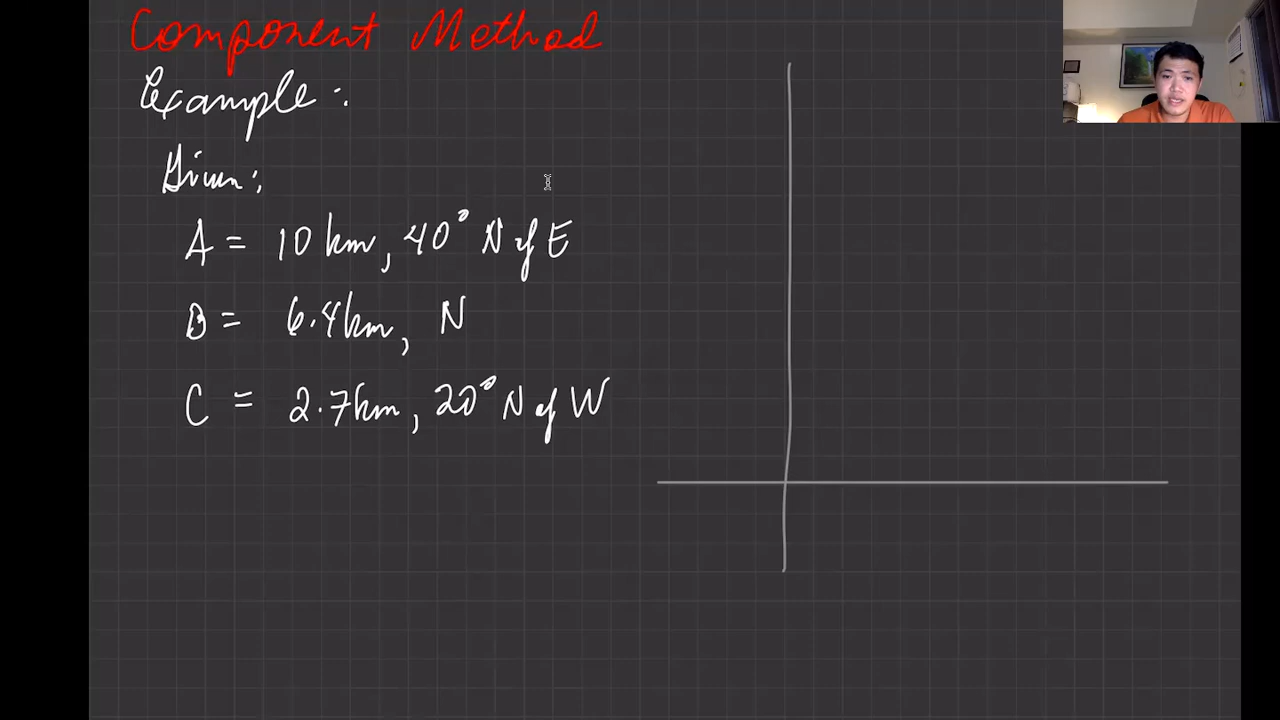 Component Method
Example:
Given:
A = 10 km, 40° N of E
B = 6.4 km, N
C = 2.7 km, 20° N of W